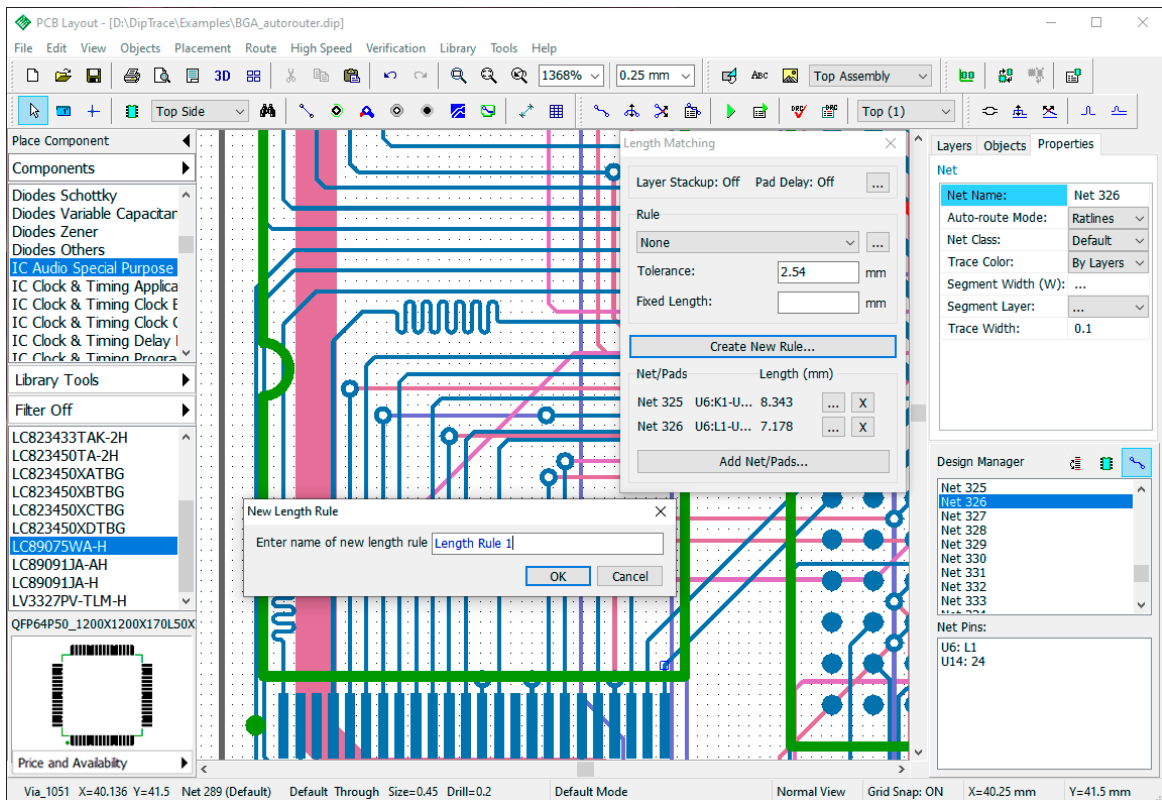 PCB Layout - [D:\DipTrace\Examples\BGA_autorouter.dip]
File Edit View Objects Placement Route High Speed Verification Library Tools Help
3D 1368% 0.25 mm ABC Top Assembly
Top Side DRC Top (1)
Place Component
Components
Diodes Schottky
Diodes Variable Capacitan
Diodes Zener
Diodes Others
IC Audio Special Purpose
IC Clock & Timing Applica
IC Clock & Timing Clock B
IC Clock & Timing Clock (
IC Clock & Timing Delay
IC Clock & Timing Progra
Library Tools
Filter Off
LC823433TAK-2H
LC823450TA-2H
LC823450XATBG
LC823450XBTBG
LC823450XCTBG
LC823450XDTBG
LC89075WA-H
LC89091JA-AH
LC89091JA-H
LV3327PV-TLM-H
QFP64P50_1200X1200X170L50X
Price and Availability
Length Matching
Layer Stackup: Off Pad Delay: Off ...
Rule
None ...
Tolerance: 2.54 mm
Fixed Length: mm
Create New Rule...
Net/Pads Length (mm)
Net 325 U6:K1-U... 8.343 ... X
Net 326 U6:L1-U... 7.178 ... X
Add Net/Pads...
New Length Rule
Enter name of new length rule Length Rule 1
OK Cancel
Layers Objects Properties
Net
Net Name: Net 326
Auto-route Mode: Ratlines
Net Class: Default
Trace Color: By Layers
Segment Width (W): ...
Segment Layer: ...
Trace Width: 0.1
Design Manager
Net 325
Net 326
Net 327
Net 328
Net 329
Net 330
Net 331
Net 332
Net 333
Net 334
Net Pins:
U6: L1
U14: 24
Via_1051 X=40.136 Y=41.5 Net 289 (Default) Default Through Size=0.45 Drill=0.2 Default Mode Normal View Grid Snap: ON X=40.25 mm Y=41.5 mm